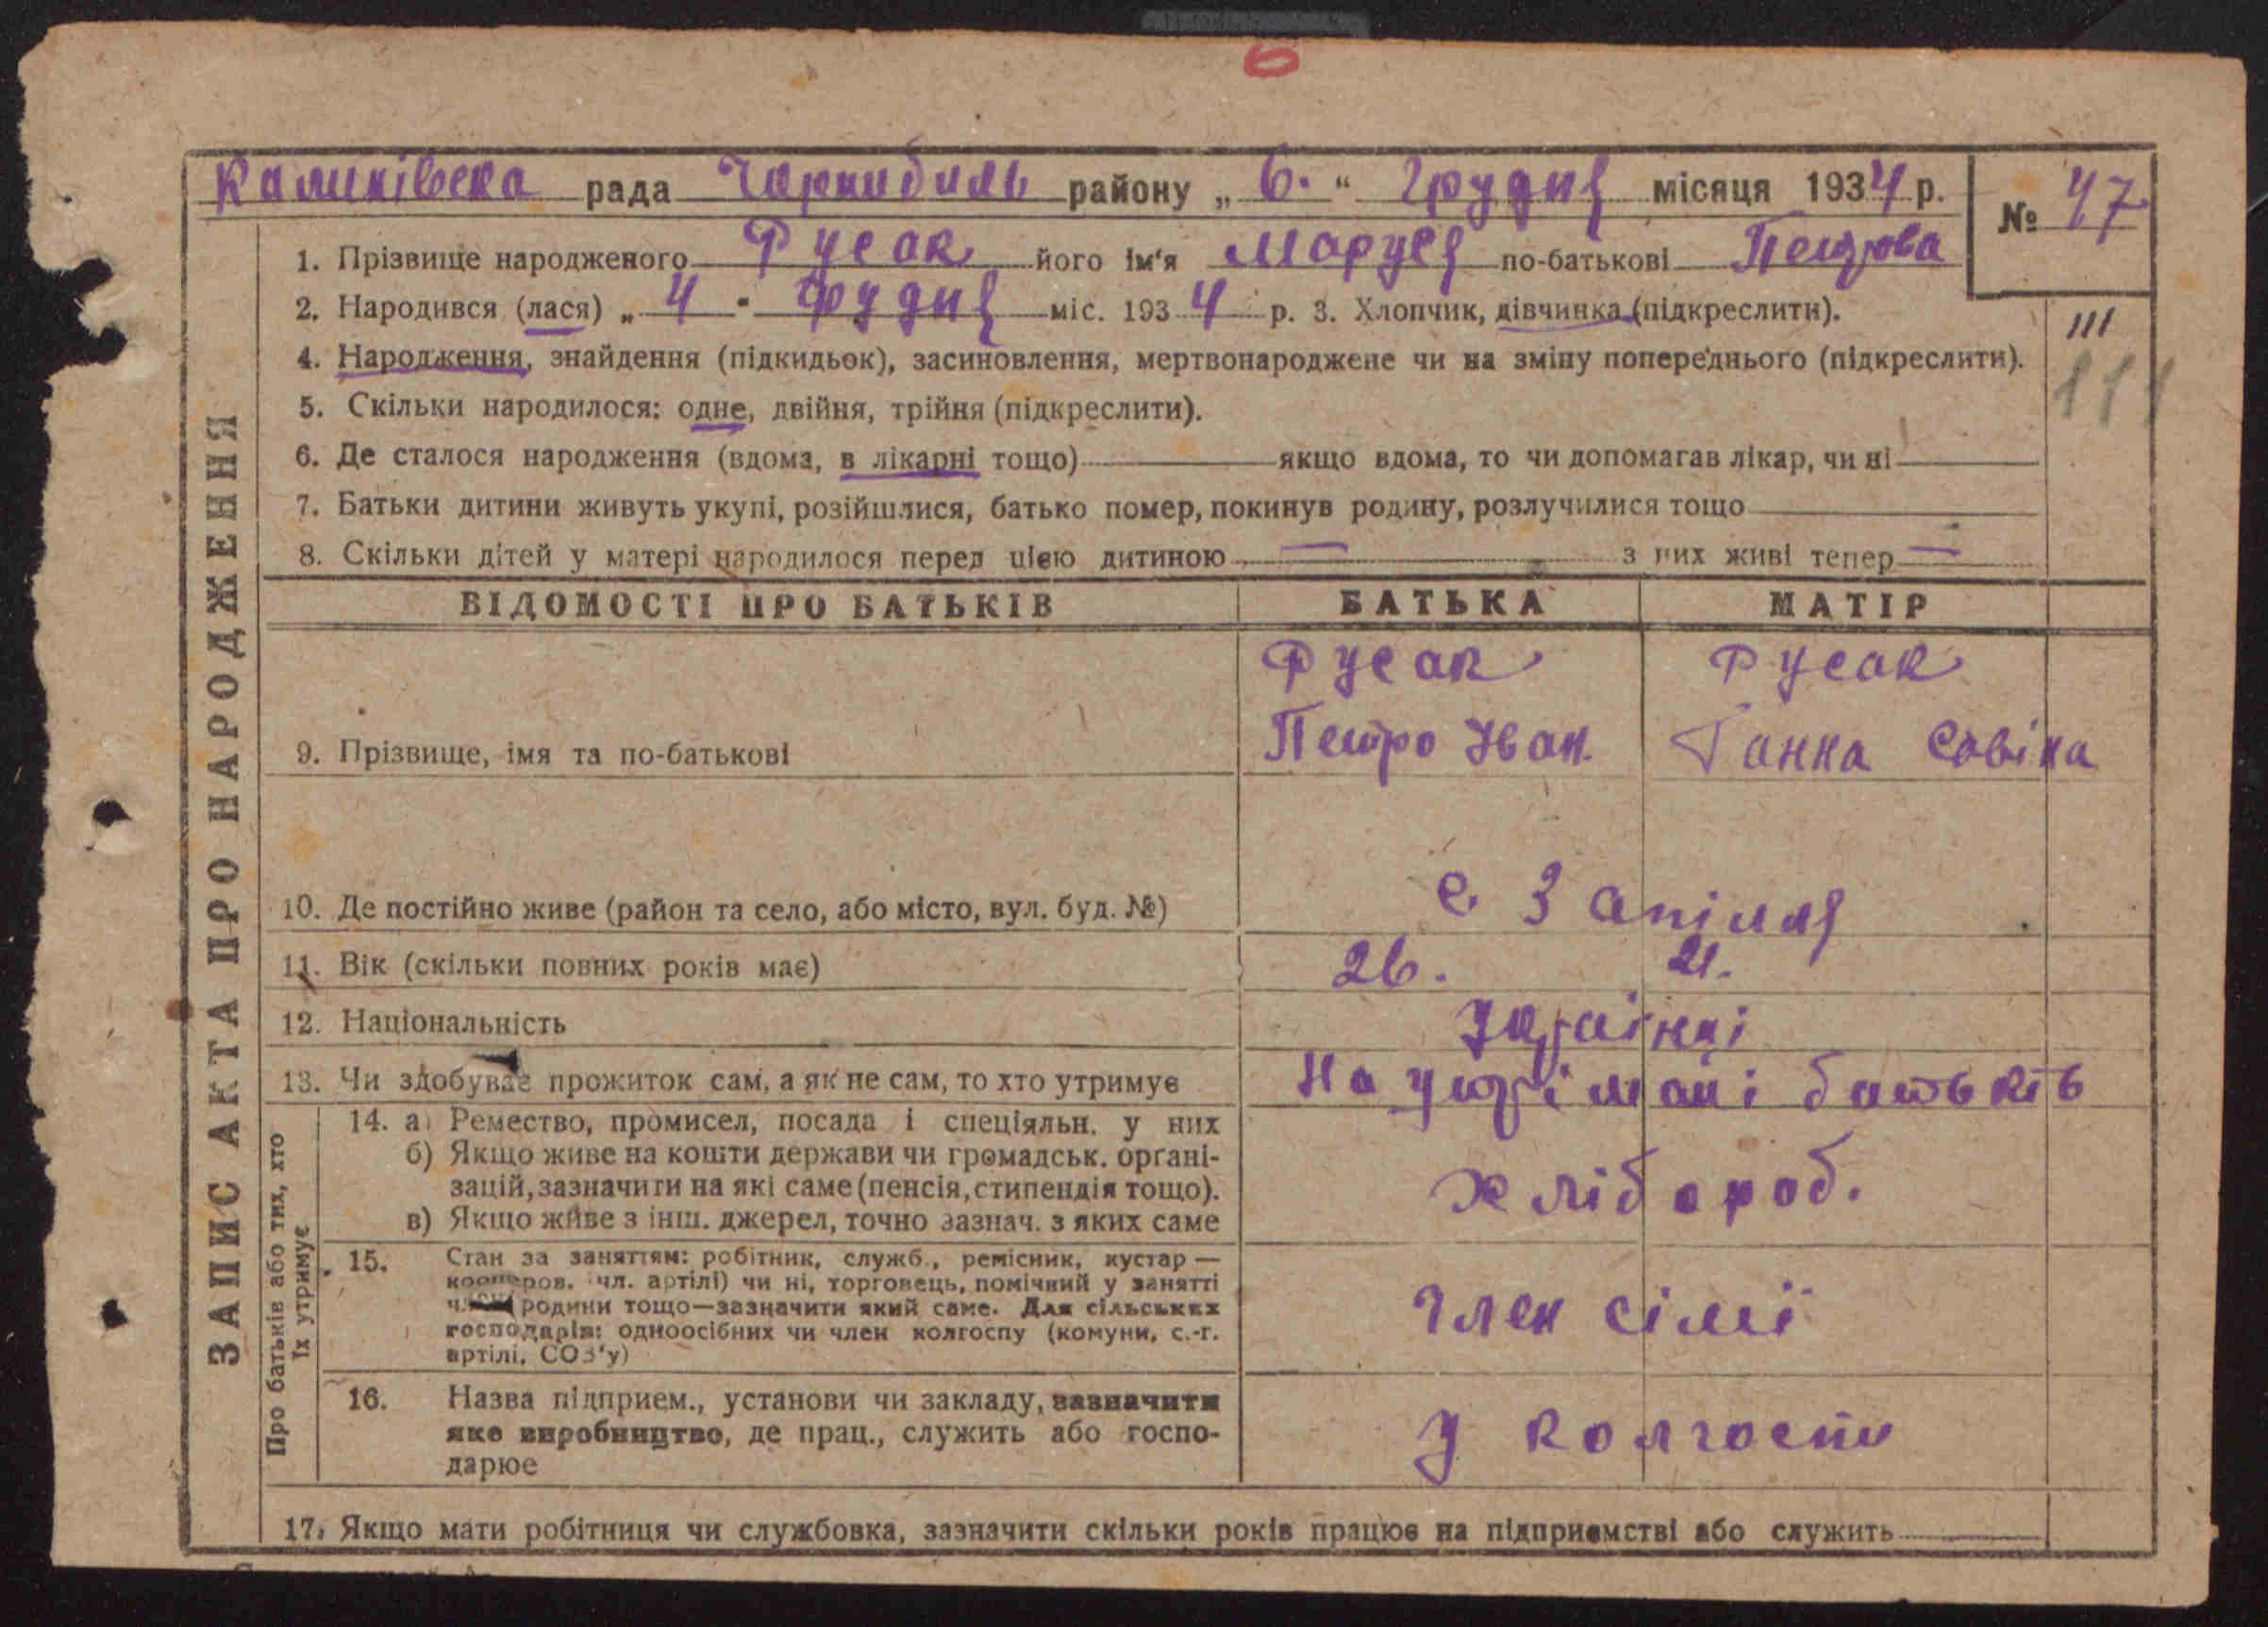 6
Калинівська рада Чорнобиль району „ 6. “ Грудня місяця 1934 р.
№ 47
1. Прізвище народженого Русак його ім‘я Маруся по-батькові Петрова
2. Народився (лася) „ 4 " Грудня міс. 1934 р. 3. Хлопчик, дівчинка (підкреслити).
III
111
4. Народження, знайдення (підкидьок), засиновлення, мертвонароджене чи на зміну попереднього (підкреслити).
5. Скільки народилося: одне, двійня, трійня (підкреслити).
6. Де сталося народження (вдома, в лікарні тощо) якщо вдома, то чи допомагав лікар, чи ні
7. Батьки дитини живуть укупі, розійшлися, батько помер, покинув родину, розлучилися тощо
8. Скільки дітей у матері народилося перед цією дитиною — з них живі тепер —
ВІДОМОСТІ ПРО БАТЬКІВ БАТЬКА МАТІР
Русак Русак
9. Прізвище, імя та по-батькові Петро Іван. Ганна Савіна
10. Де постійно живе (район та село, або місто, вул. буд. №) с. Запілля
11. Вік (скільки повних років має) 26. 21.
12. Національність Українці
13. Чи здобуває прожиток сам, а як не сам, то хто утримує На утрімані батьків
14. а) Ремество, промисел, посада і спеціяльн. у них
б) Якщо живе на кошти держави чи громадськ. органі-
зацій, зазначити на які саме (пенсія, стипендія тощо). хлібороб.
в) Якщо живе з інш. джерел, точно зазнач. з яких саме
15. Стан за заняттям: робітник, служб., ремісник, кустар —
кооперов. чл. артілі) чи ні, торговець, помічний у занятті
родини тощо—зазначити який саме. Для сільських член сімї
господарів: одноосібних чи член колгоспу (комуни, с.-г.
артілі, СОЗ‘у)
16. Назва підприєм., установи чи закладу, зазначити
яке виробництво, де прац., служить або госпо- у колгоспи
дарює
17. Якщо мати робітниця чи службовка, зазначити скільки років працює на підприємстві або служить
ЗАПИС АКТА ПРО НАРОДЖЕННЯ
Про батьків або тих, хто
їх утримує